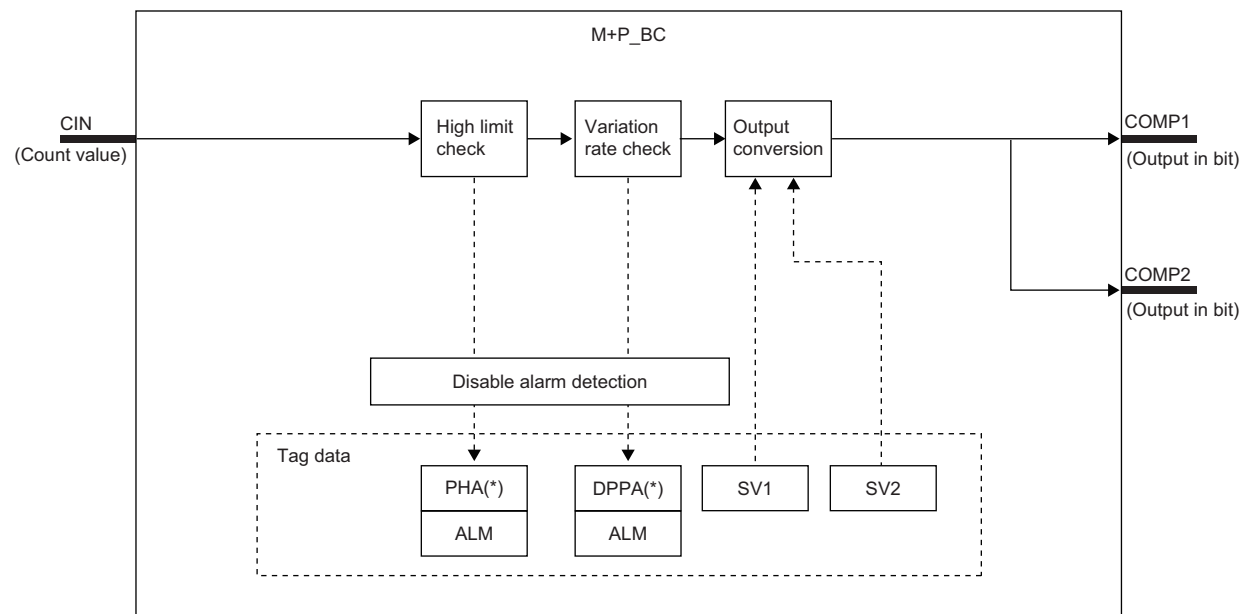 M+P_BC
CIN
(Count value)
High limit
check
Variation
rate check
Output
conversion
COMP1
(Output in bit)
COMP2
(Output in bit)
Disable alarm detection
Tag data
PHA(*)
ALM
DPPA(*)
ALM
SV1
SV2